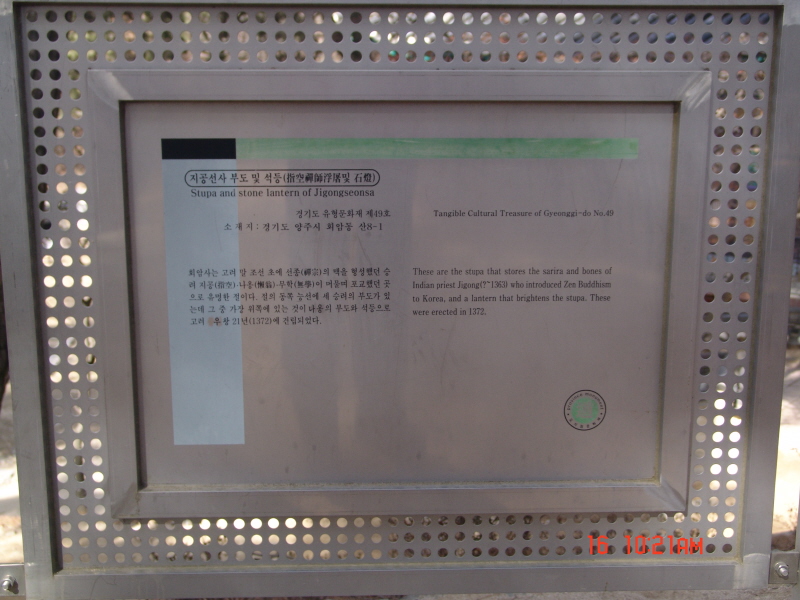 지공선사 부도 및 석등(指空禪師浮屠및 石燈)
Stupa and stone lantern of Jigongseonsa
경기도 유형문화재 제49호
Tangible Cultural Treasure of Gyeonggi-do No.49
소 재 지 : 경기도 양주시 회암동 산8-1
회암사는 고려 말 조선 초에 선종(禪宗)의 맥을 형성했던 승
려 지공(指空)·나옹(懶翁)·무학(無學)이 머물며 포교했던 곳
으로 유명한 절이다. 절의 동쪽 능선에 세 승려의 부도가 있
는데 그 중 가장 위쪽에 있는 것이 나옹의 부도와 석등으로
고려 21년(1372)에 건립되었다.
These are the stupa that stores the sarira and bones of
Indian priest Jigong(?~1363) who introduced Zen Buddhism
to Korea, and a lantern that brightens the stupa. These
were erected in 1372.
16 10:21AM